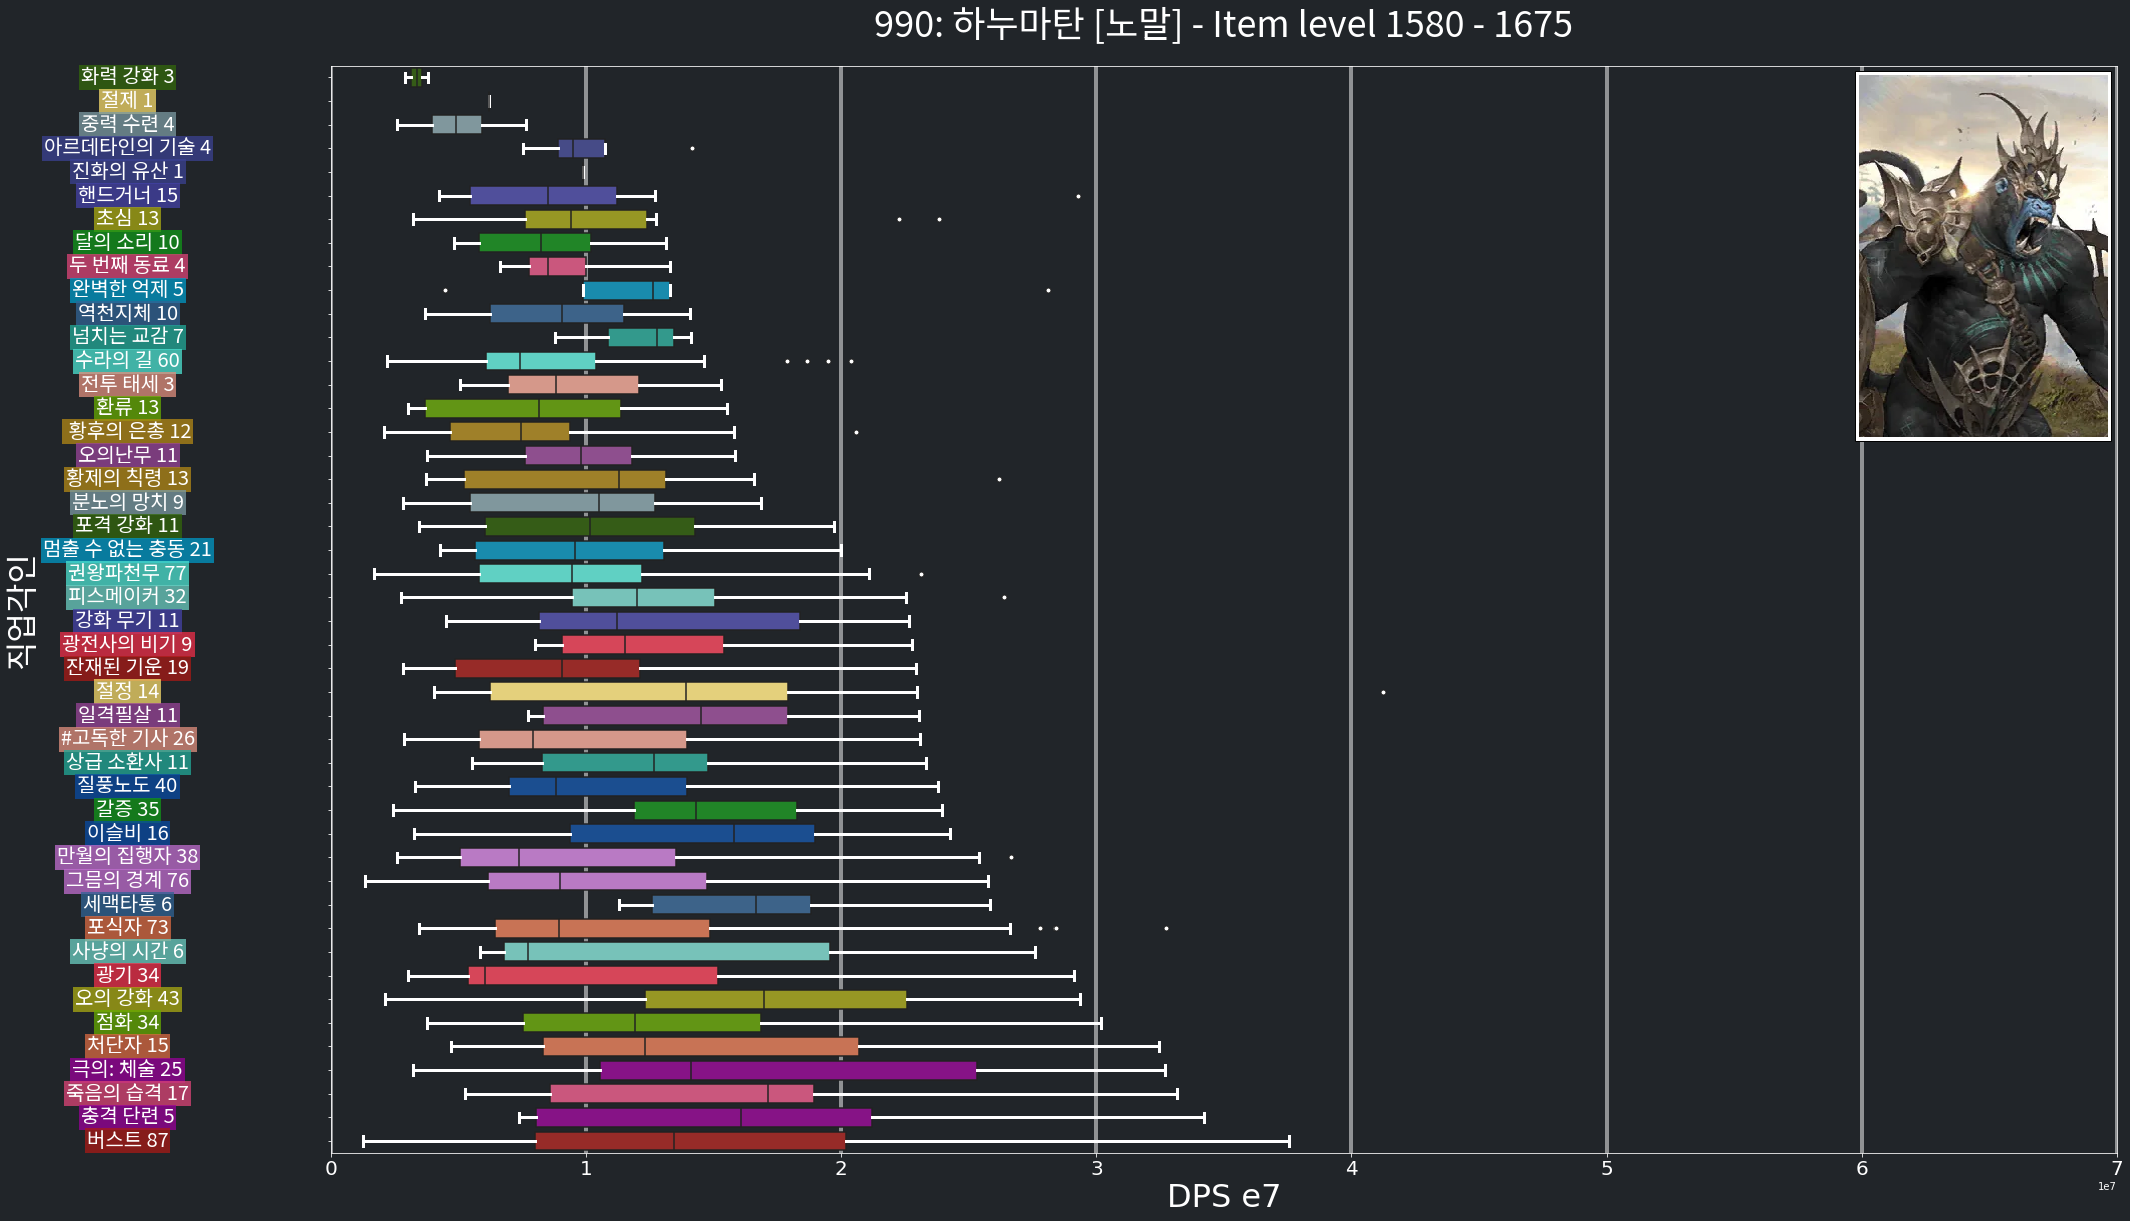 990: 하누마탄 [노말] - Item level 1580 - 1675
직업각인
화력 강화 3
절제 1
중력 수련 4
아르데타인의 기술 4
진화의 유산 1
핸드거너 15
초심 13
달의 소리 10
두 번째 동료 4
완벽한 억제 5
역천지체 10
넘치는 교감 7
수라의 길 60
전투 태세 3
환류 13
황후의 은총 12
오의난무 11
황제의 칙령 13
분노의 망치 9
포격 강화 11
멈출 수 없는 충동 21
권왕파천무 77
피스메이커 32
강화 무기 11
광전사의 비기 9
잔재된 기운 19
절정 14
일격필살 11
#고독한 기사 26
상급 소환사 11
질풍노도 40
갈증 35
이슬비 16
만월의 집행자 38
그믐의 경계 76
세맥타통 6
포식자 73
사냥의 시간 6
광기 34
오의 강화 43
점화 34
처단자 15
극의: 체술 25
죽음의 습격 17
충격 단련 5
버스트 87
0 1 2 3 4 5 6 7
1e7
DPS e7